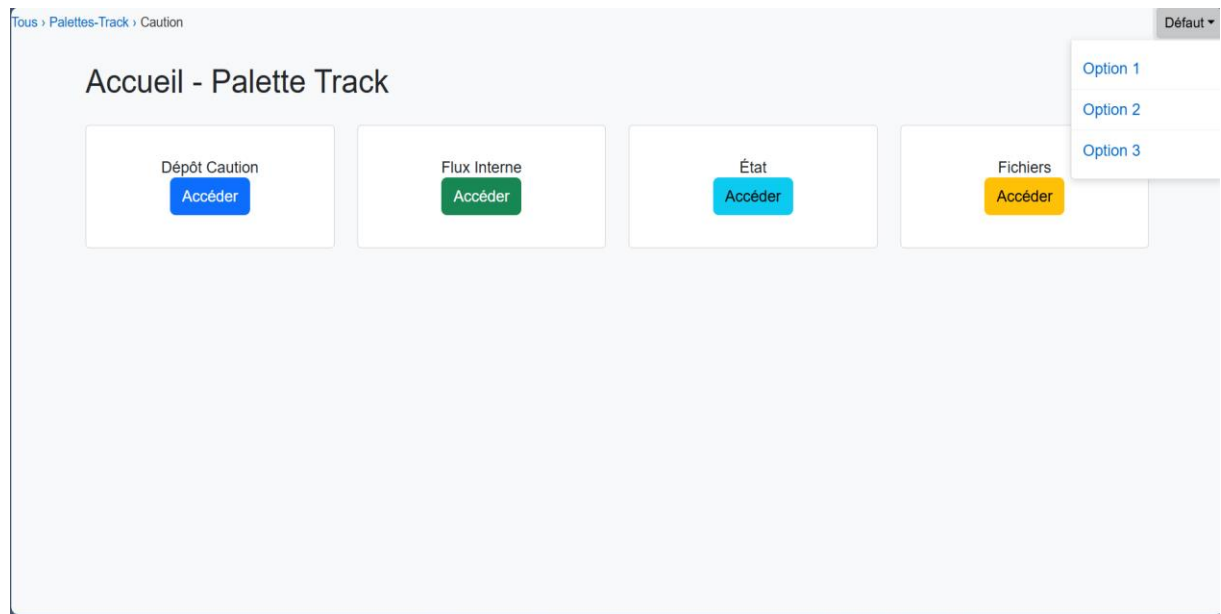 Tous › Palettes-Track › Caution
Défaut
Option 1
Option 2
Option 3
Accueil - Palette Track
Dépôt Caution
Accéder
Flux Interne
Accéder
État
Accéder
Fichiers
Accéder